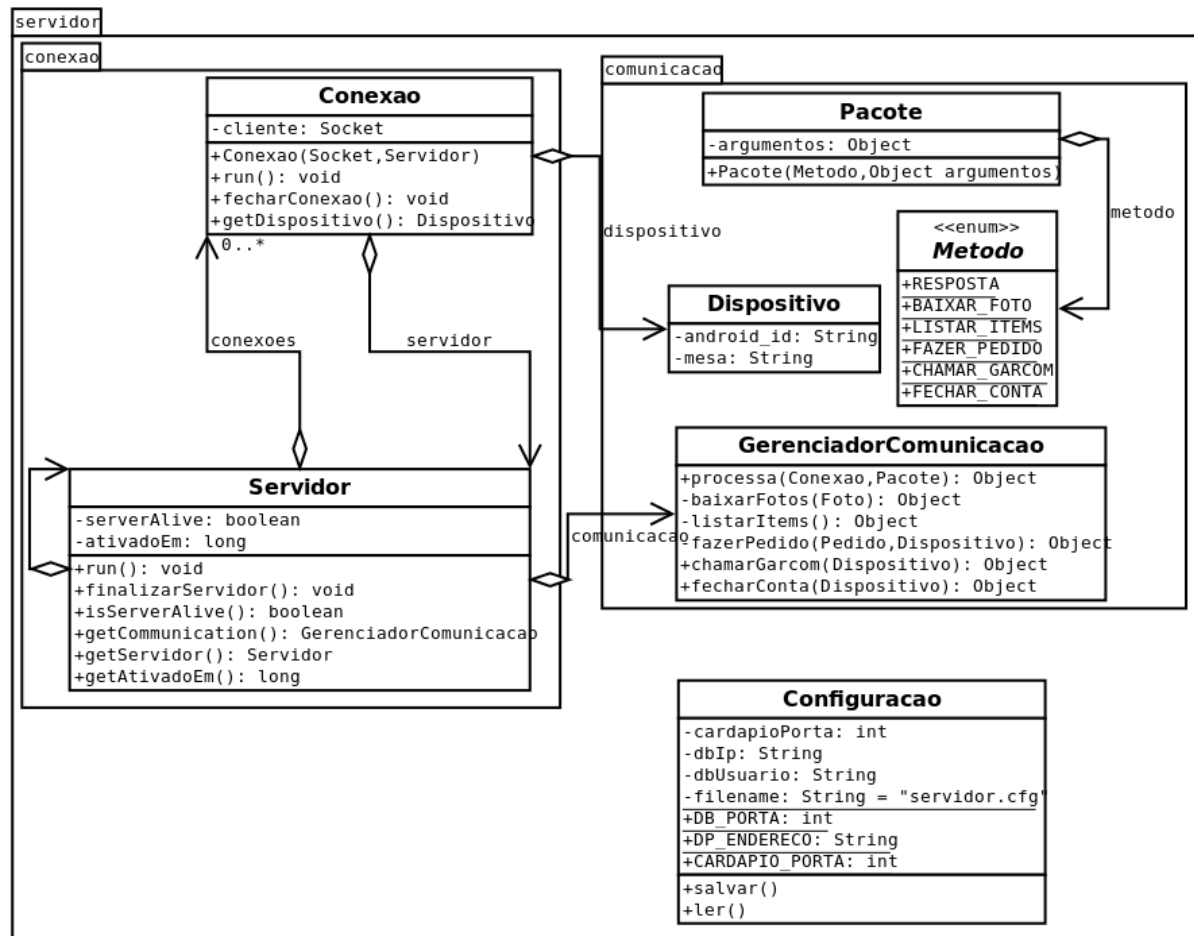 servidor
conexao
Conexao
-cliente: Socket
+Conexao(Socket,Servidor)
+run(): void
+fecharConexao(): void
+getDispositivo(): Dispositivo
0..*
conexoes
servidor
Servidor
-serverAlive: boolean
-ativadoEm: long
+run(): void
+finalizarServidor(): void
+isServerAlive(): boolean
+getCommunication(): GerenciadorComunicacao
+getServidor(): Servidor
+getAtivadoEm(): long
comunicacao
Pacote
-argumentos: Object
+Pacote(Metodo,Object argumentos)
metodo
<<enum>>
Metodo
+RESPOSTA
+BAIXAR_FOTO
+LISTAR_ITEMS
+FAZER_PEDIDO
+CHAMAR_GARCOM
+FECHAR_CONTA
dispositivo
Dispositivo
-android_id: String
-mesa: String
comunicacao
GerenciadorComunicacao
+processa(Conexao,Pacote): Object
-baixarFotos(Foto): Object
-listarItems(): Object
-fazerPedido(Pedido,Dispositivo): Object
+chamarGarcom(Dispositivo): Object
+fecharConta(Dispositivo): Object
Configuracao
-cardapioPorta: int
-dbIp: String
-dbUsuario: String
-filename: String = "servidor.cfg"
+DB_PORTA: int
+DP_ENDERECO: String
+CARDAPIO_PORTA: int
+salvar()
+ler()